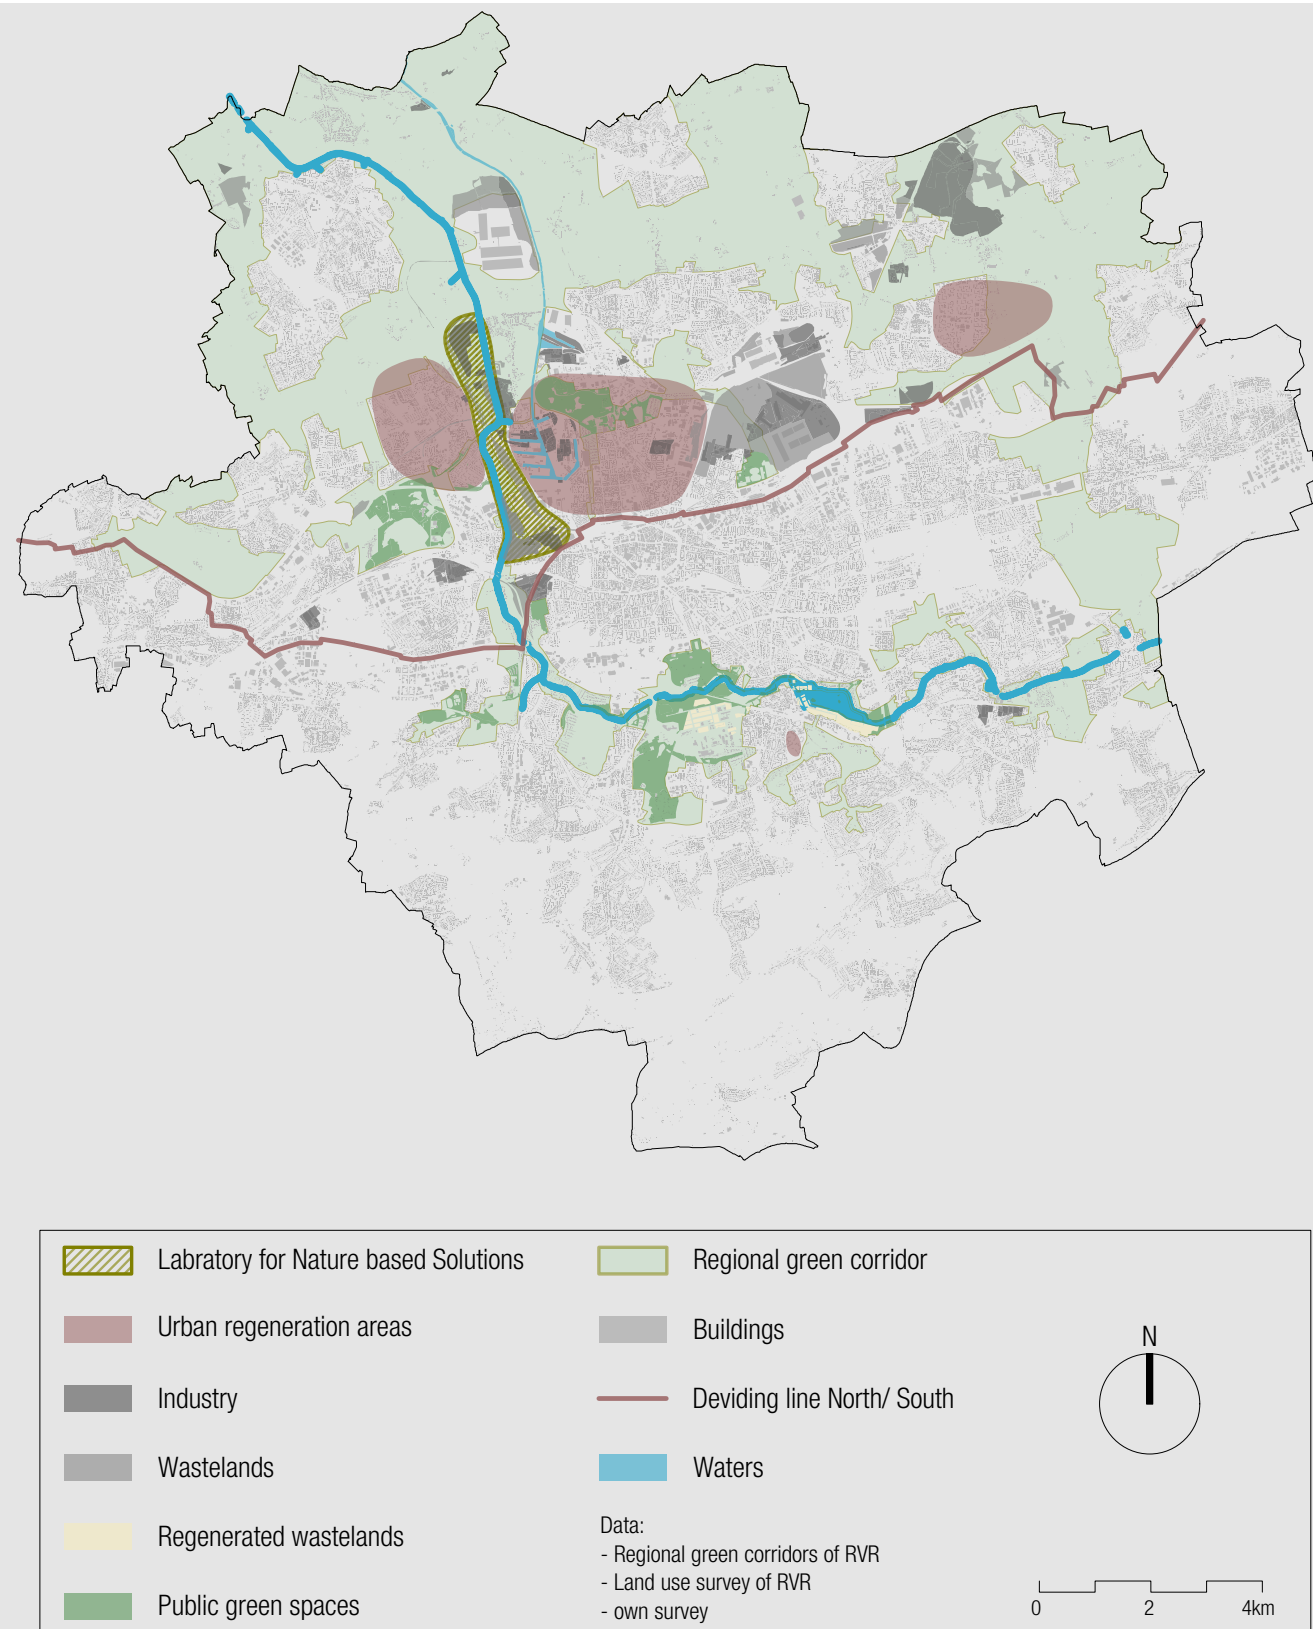 Labratory for Nature based Solutions
Urban regeneration areas
Industry
Wastelands
Regenerated wastelands
Public green spaces
Regional green corridor
Buildings
Deviding line North/ South
Waters
Data:
- Regional green corridors of RVR
- Land use survey of RVR
- own survey
N
0 2 4km